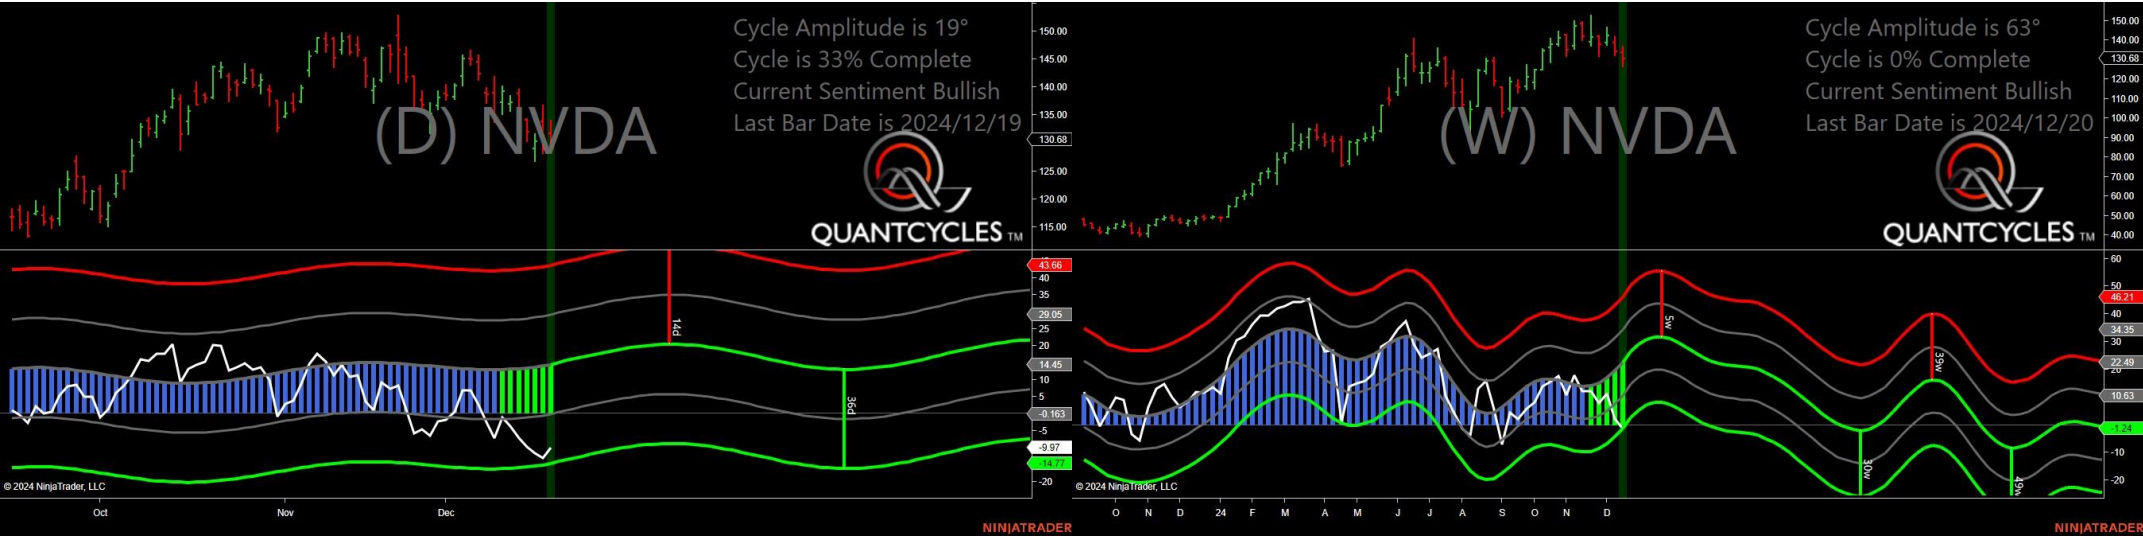 Cycle Amplitude is 19°
Cycle is 33% Complete
Current Sentiment Bullish
Last Bar Date is 2024/12/19
(D) NVDA
QUANTCYCLES TM
150.00
145.00
140.00
135.00
130.68
125.00
120.00
115.00
43.66
40
35
29.05
25
20
14.45
10
5
-0.163
-5
-9.97
-14.77
-20
14d
36d
© 2024 NinjaTrader, LLC
Oct
Nov
Dec
NINJATRADER
Cycle Amplitude is 63°
Cycle is 0% Complete
Current Sentiment Bullish
Last Bar Date is 2024/12/20
(W) NVDA
QUANTCYCLES TM
150.00
140.00
130.68
120.00
110.00
100.00
90.00
80.00
70.00
60.00
50.00
40.00
60
50
46.21
40
34.35
30
22.49
20
10.63
-1.24
-10
-20
5w
39w
30w
49w
© 2024 NinjaTrader, LLC
O N D 24 F M A M J J A S O N D
NINJATRADER